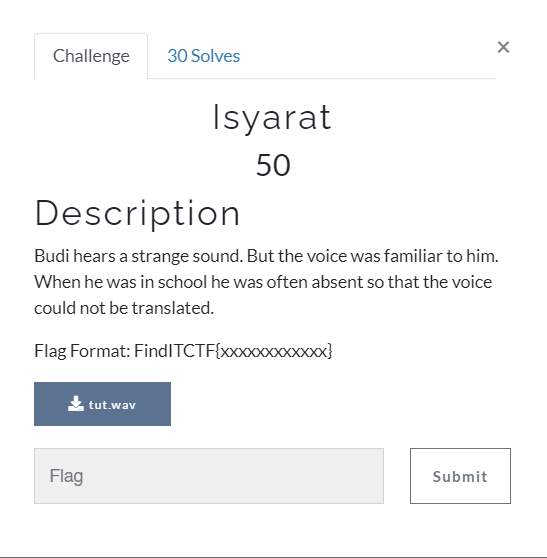 Challenge
30 Solves
×
Isyarat
50
Description
Budi hears a strange sound. But the voice was familiar to him.
When he was in school he was often absent so that the voice
could not be translated.
Flag Format: FindITCTF{xxxxxxxxxxxx}
tut.wav
Flag
Submit